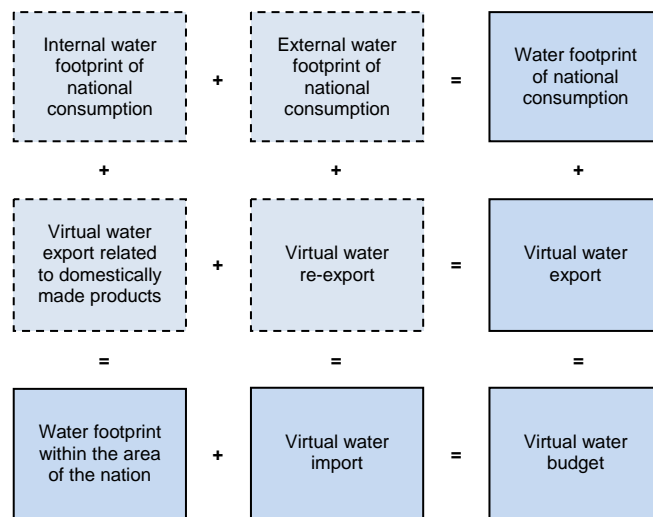 Internal water
footprint of
national
consumption
+
External water
footprint of
national
consumption
=
Water footprint
of national
consumption
+
+
+
Virtual water
export related
to domestically
made products
+
Virtual water
re-export
=
Virtual water
export
=
=
=
Water footprint
within the area
of the nation
+
Virtual water
import
=
Virtual water
budget